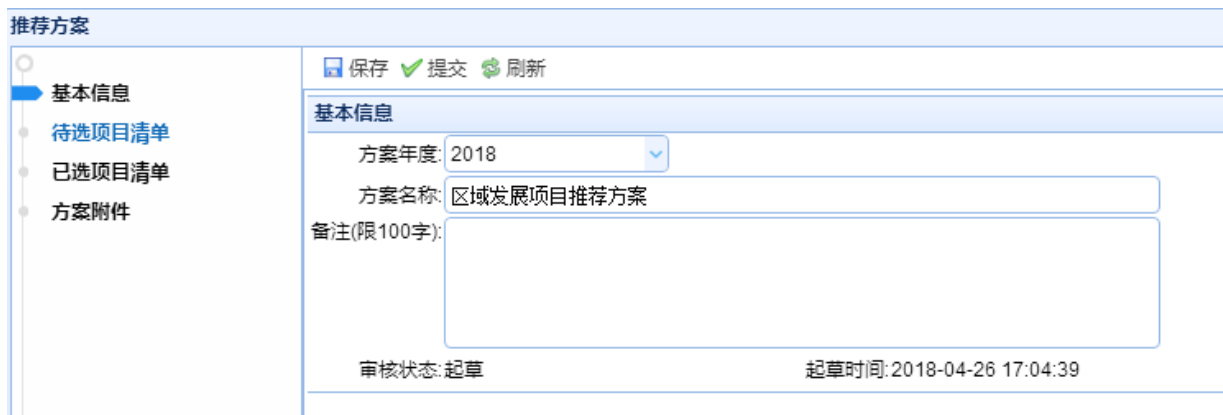 推荐方案
基本信息
待选项目清单
已选项目清单
方案附件
保存 提交 刷新
基本信息
方案年度: 2018
方案名称: 区域发展项目推荐方案
备注(限100字):
审核状态:起草 起草时间:2018-04-26 17:04:39